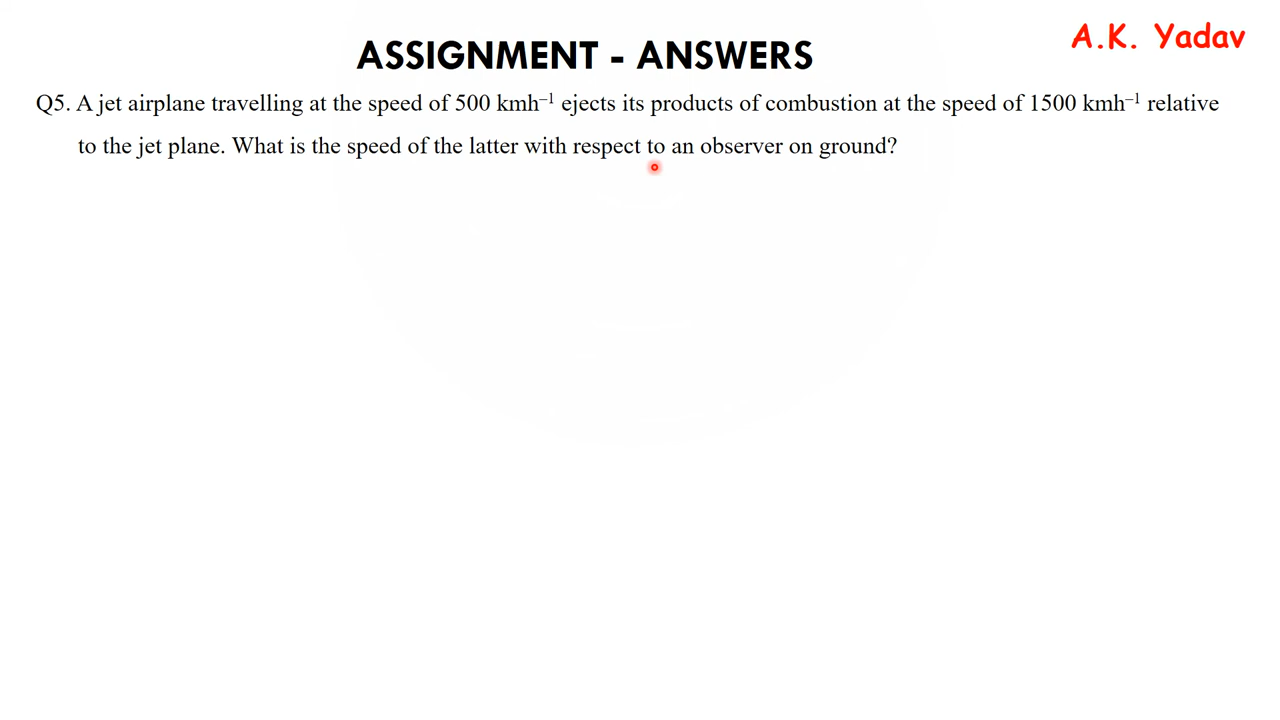 A.K. Yadav
ASSIGNMENT - ANSWERS
Q5. A jet airplane travelling at the speed of 500 kmh⁻¹ ejects its products of combustion at the speed of 1500 kmh⁻¹ relative
to the jet plane. What is the speed of the latter with respect to an observer on ground?